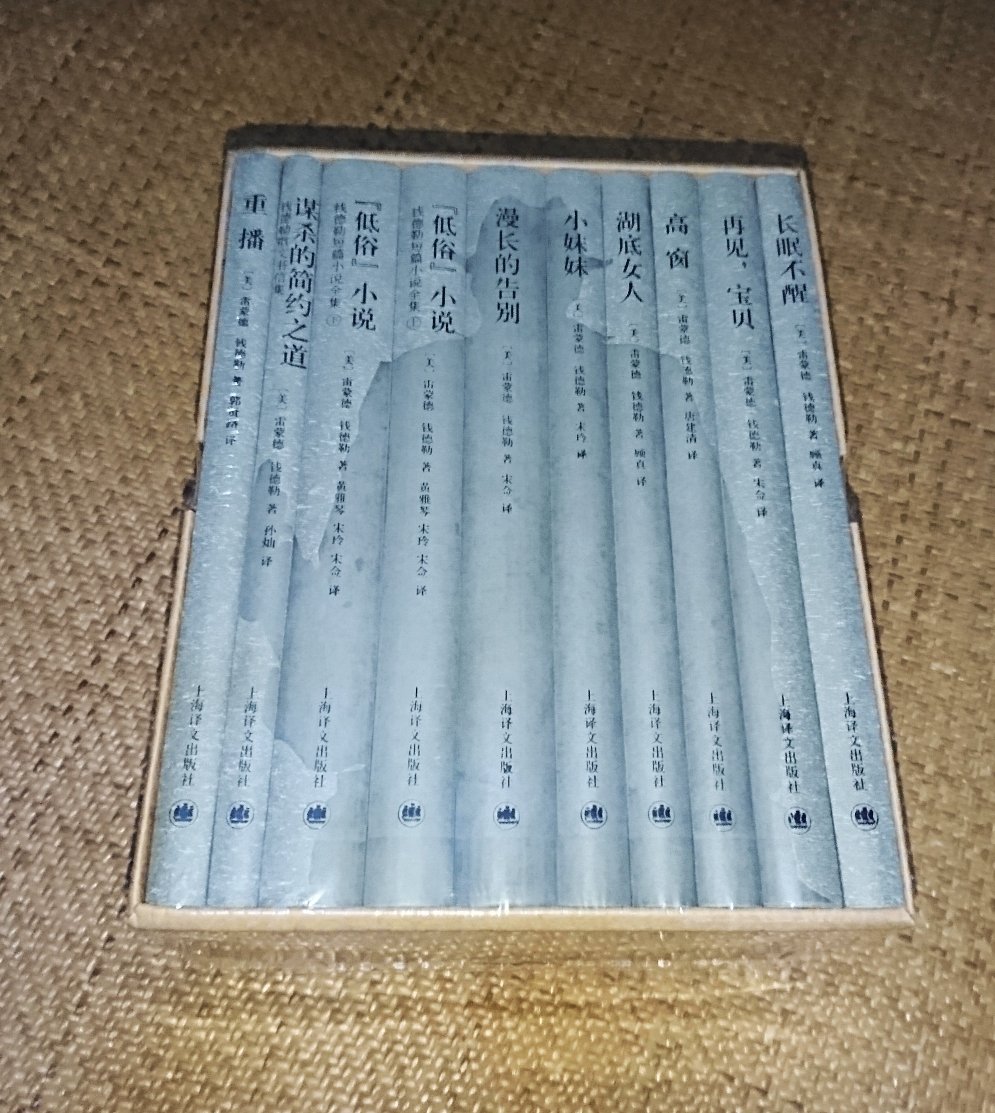 重播
[美]雷蒙德·钱德勒 著 郭 译
上海译文出版社
谋杀的简约之道
钱德勒散文书信集
[美]雷蒙德·钱德勒 著 孙灿 译
上海译文出版社
『低俗』小说
钱德勒短篇小说全集 下
[美]雷蒙德·钱德勒 著 黄雅琴 宋玲 宋佥 译
上海译文出版社
『低俗』小说
钱德勒短篇小说全集 上
[美]雷蒙德·钱德勒 著 黄雅琴 宋玲 宋佥 译
上海译文出版社
漫长的告别
[美]雷蒙德·钱德勒 著 宋佥 译
上海译文出版社
小妹妹
[美]雷蒙德·钱德勒 著 宋玲 译
上海译文出版社
湖底女人
[美]雷蒙德·钱德勒 著 顾真 译
上海译文出版社
高窗
[美]雷蒙德·钱德勒 著 唐建清 译
上海译文出版社
再见,宝贝
[美]雷蒙德·钱德勒 著 宋佥 译
上海译文出版社
长眠不醒
[美]雷蒙德·钱德勒 著 顾真 译
上海译文出版社